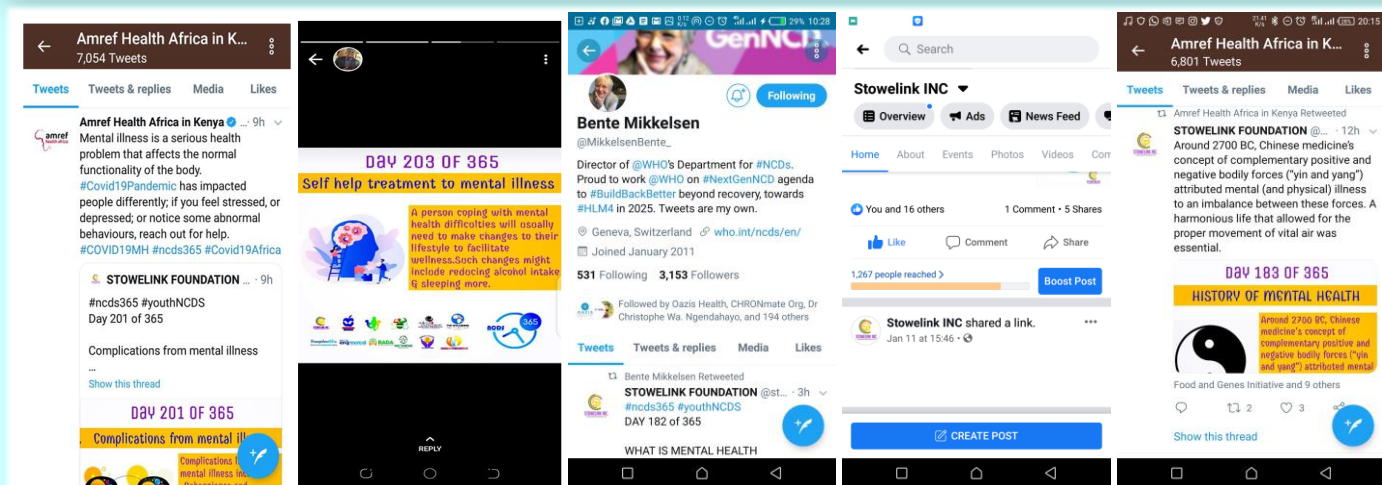 Amref Health Africa in K...
7,054 Tweets
Tweets Tweets & replies Media Likes
Amref Health Africa in Kenya ... · 9h
Mental illness is a serious health
problem that affects the normal
functionality of the body.
#Covid19Pandemic has impacted
people differently; if you feel stressed, or
depressed; or notice some abnormal
behaviours, reach out for help.
#COVID19MH #ncds365 #Covid19Africa
STOWELINK FOUNDATION ... · 9h
#ncds365 #youthNCDS
Day 201 of 365
Complications from mental illness
...
Show this thread
DAY 201 OF 365
Complications from mental ill
DAY 203 OF 365
Self help treatment to mental illness
A person coping with mental
health difficulties will usually
need to make changes to their
lifestyle to facilitate
wellness.Such changes might
include reducing alcohol intake
& sleeping more.
NCDS 365
REPLY
29% 10:28
GenNCD
Following
Bente Mikkelsen
@MikkelsenBente_
Director of @WHO's Department for #NCDs.
Proud to work @WHO on #NextGenNCD agenda
to #BuildBackBetter beyond recovery, towards
#HLM4 in 2025. Tweets are my own.
Geneva, Switzerland who.int/ncds/en/
Joined January 2011
531 Following 3,153 Followers
Followed by Oazis Health, CHRONmate Org, Dr
Christophe Wa. Ngendahayo, and 194 others
Tweets Tweets & replies Media Likes
Bente Mikkelsen Retweeted
STOWELINK FOUNDATION @st... · 3h
#ncds365 #youthNCDS
DAY 182 of 365
WHAT IS MENTAL HEALTH
Search
Stowelink INC
Overview Ads News Feed
Home About Events Photos Videos Com
You and 16 others 1 Comment · 5 Shares
Like Comment Share
1,267 people reached >
Boost Post
Stowelink INC shared a link.
Jan 11 at 15:46 ·
CREATE POST
20:15
Amref Health Africa in K...
6,801 Tweets
Tweets Tweets & replies Media Likes
Amref Health Africa in Kenya Retweeted
STOWELINK FOUNDATION @... · 12h
Around 2700 BC, Chinese medicine's
concept of complementary positive and
negative bodily forces ("yin and yang")
attributed mental (and physical) illness
to an imbalance between these forces. A
harmonious life that allowed for the
proper movement of vital air was
essential.
DAY 183 OF 365
HISTORY OF MENTAL HEALTH
Around 2700 BC, Chinese
medicine's concept of
complementary positive and
negative bodily forces ("yin
and yang") attributed mental
Food and Genes Initiative and 9 others
2 3
Show this thread